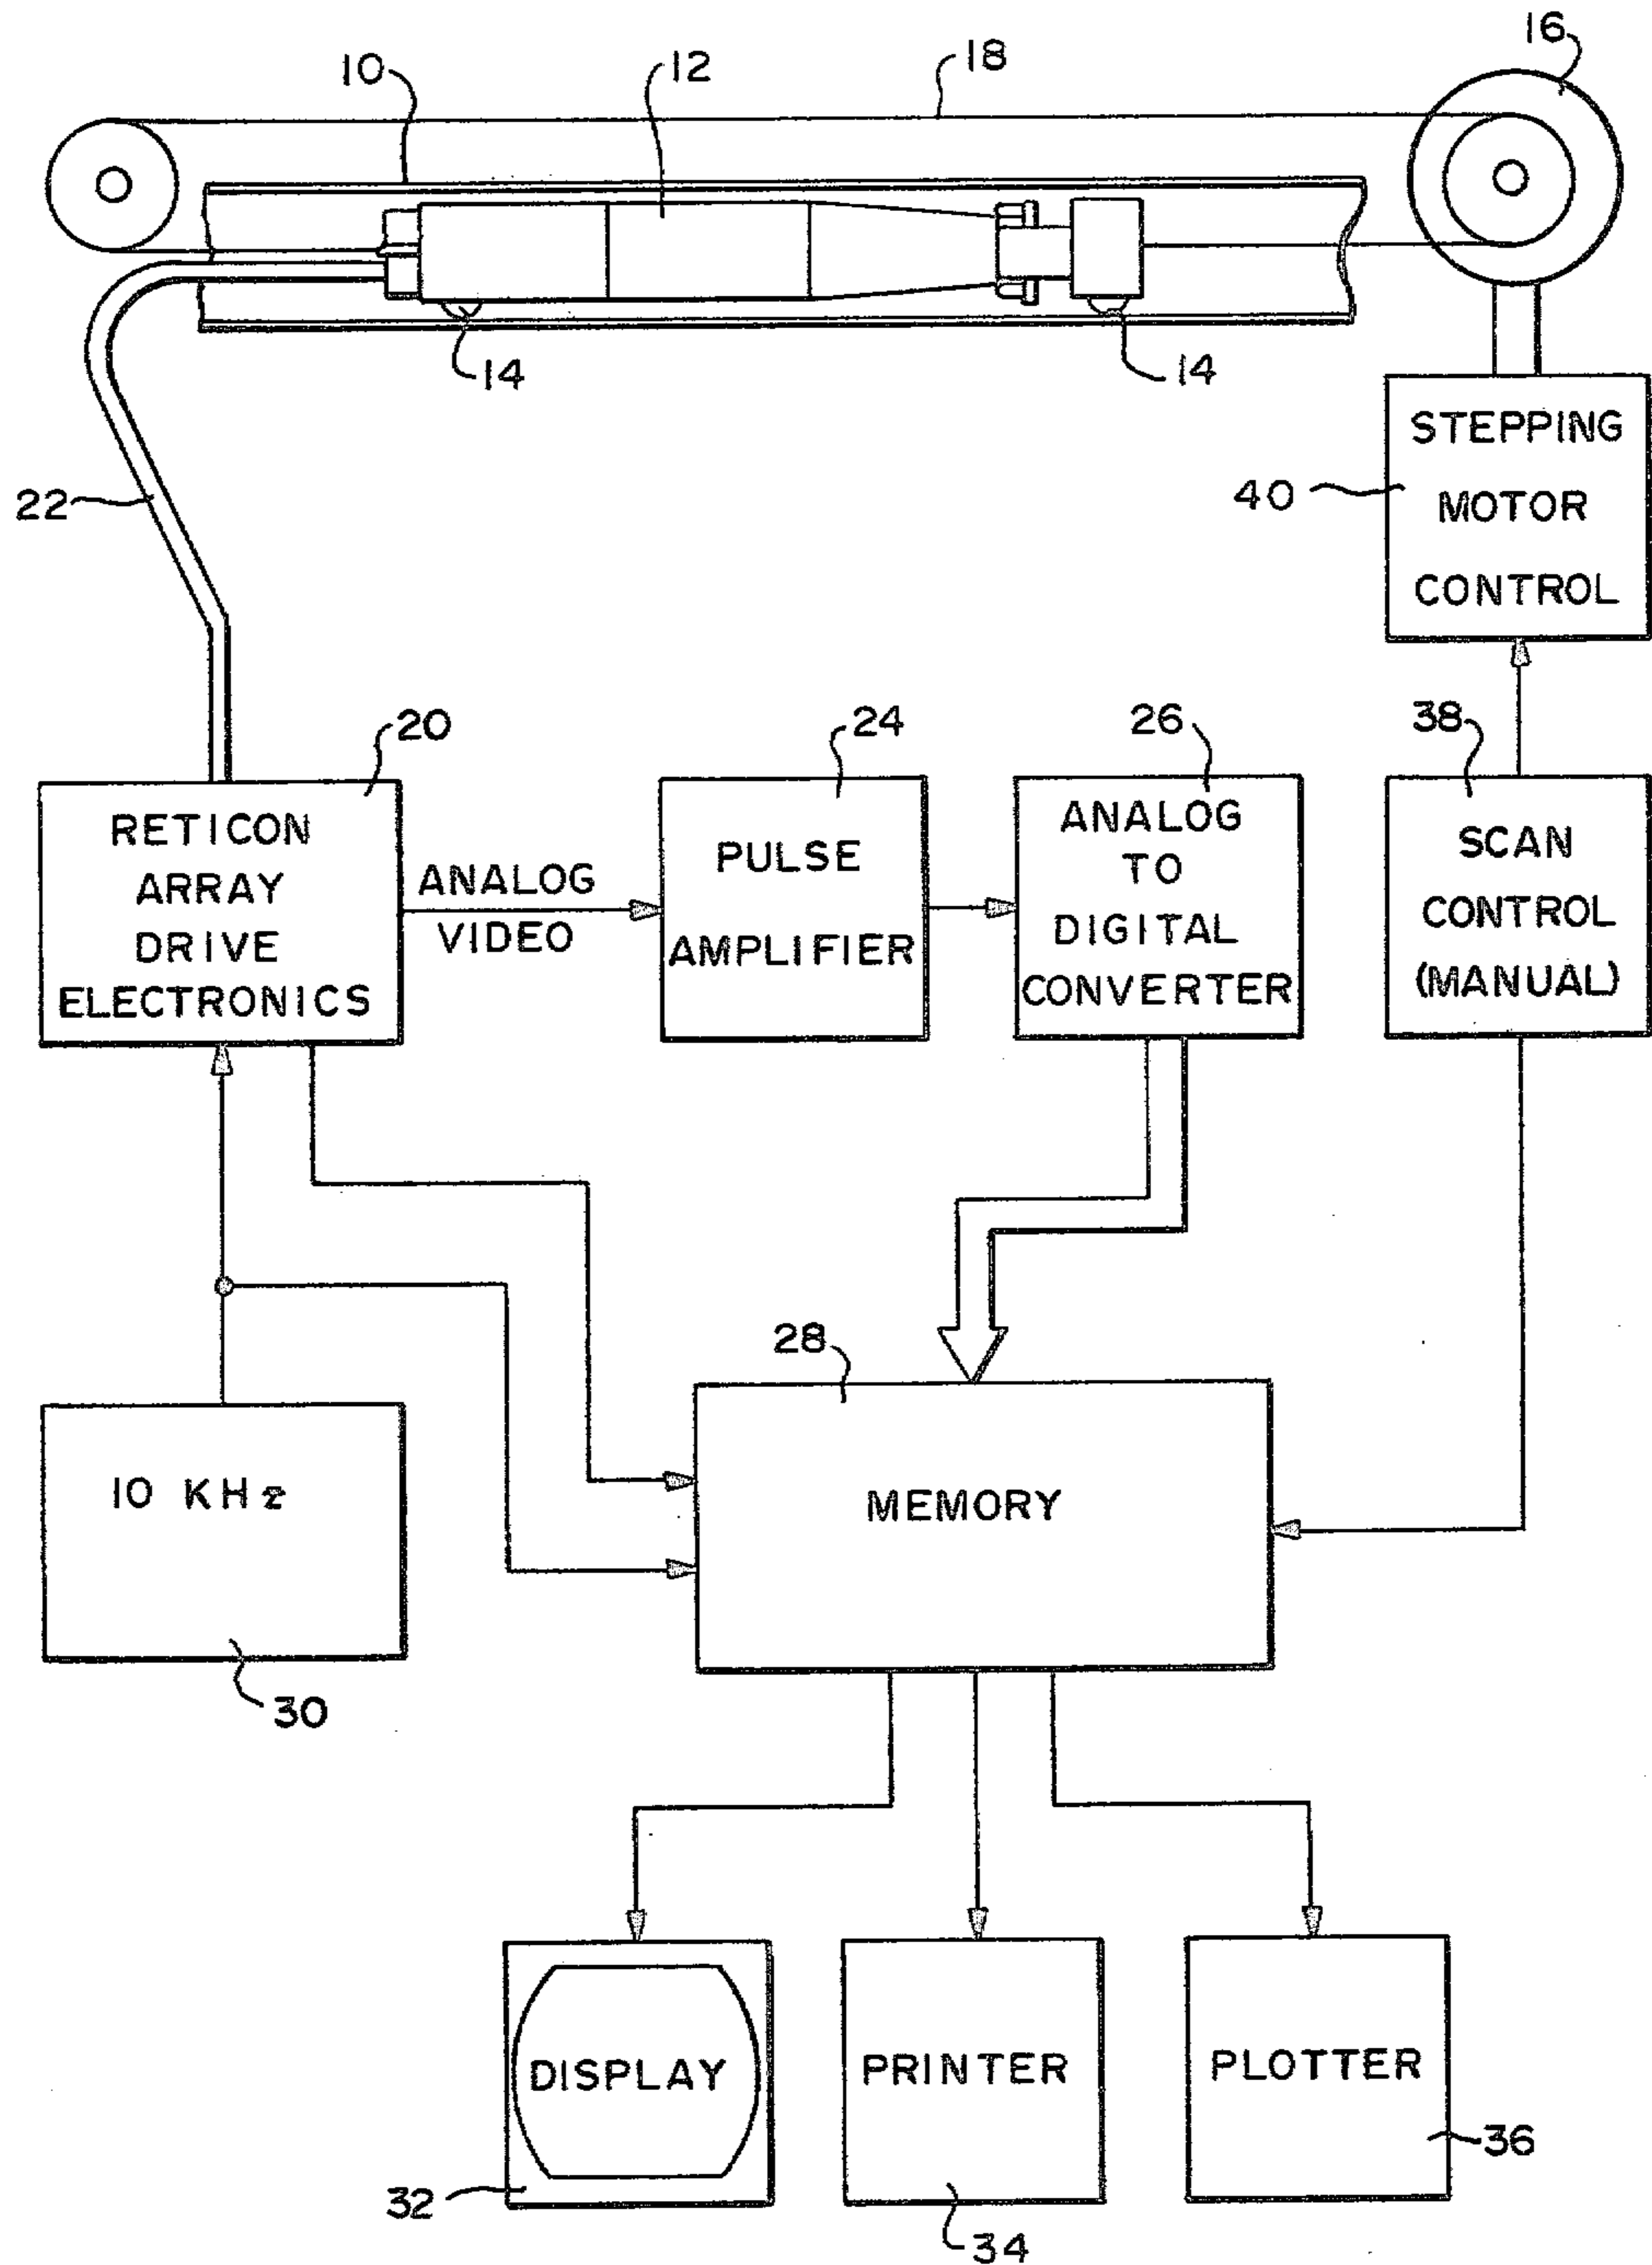 10
12
18
16
14
14
22
STEPPING
MOTOR
CONTROL
40
20
24
26
38
RETICON
ARRAY
DRIVE
ELECTRONICS
ANALOG
VIDEO
PULSE
AMPLIFIER
ANALOG
TO
DIGITAL
CONVERTER
SCAN
CONTROL
(MANUAL)
28
10 KHz
MEMORY
30
DISPLAY
PRINTER
PLOTTER
32
34
36